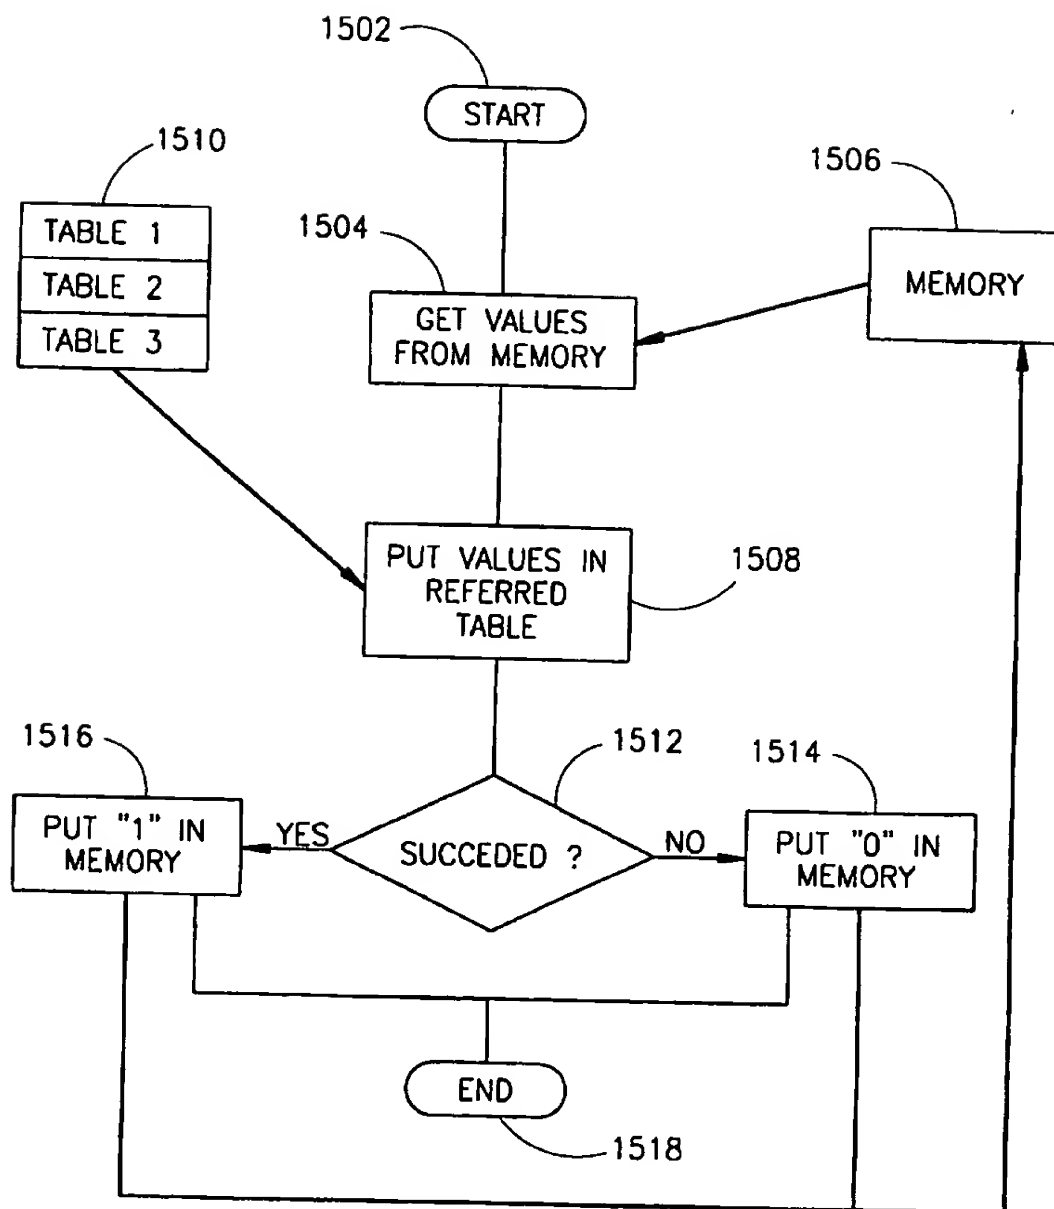 1502
START
1510
1506
TABLE 1
TABLE 2
TABLE 3
1504
GET VALUES
FROM MEMORY
MEMORY
PUT VALUES IN
REFERRED
TABLE
1508
1516
1512
1514
PUT "1" IN
MEMORY
YES
SUCCEDED ?
NO
PUT "0" IN
MEMORY
END
1518